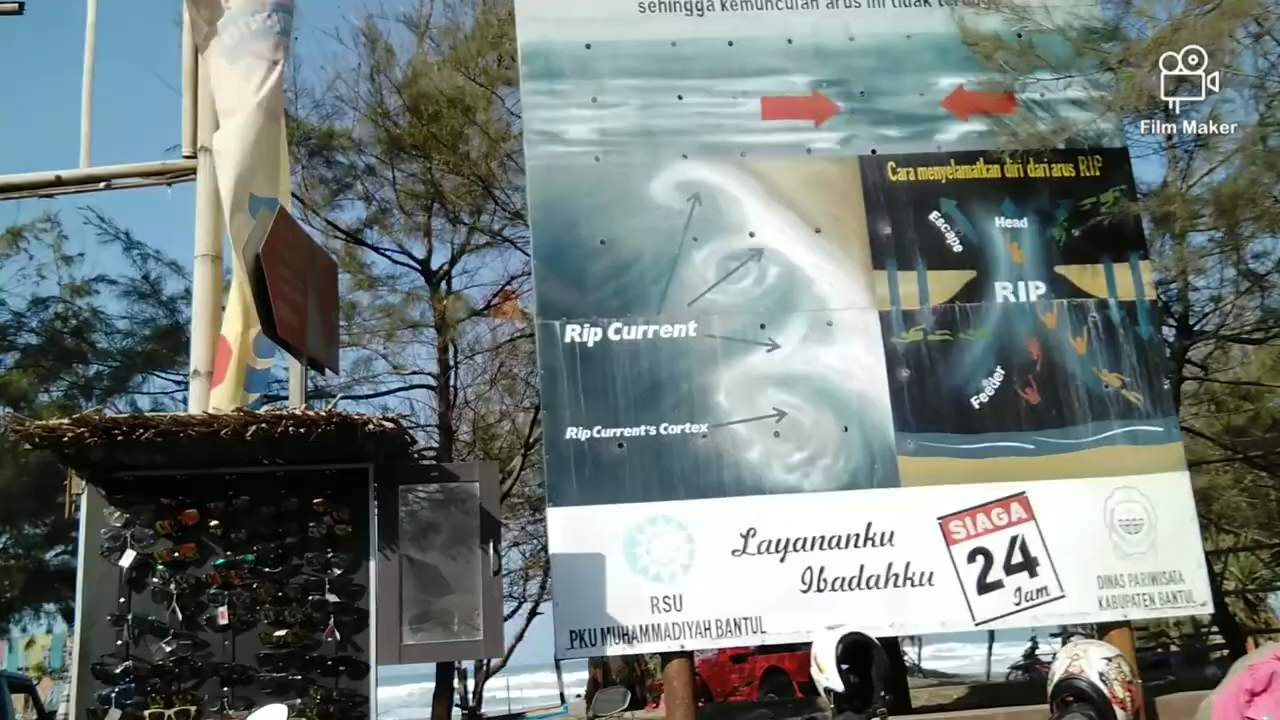 sehingga kemunculan arus ini tidak
Film Maker
Cara menyelamatkan diri dari arus RIP
Escape
Head
RIP
Rip Current
Feeder
Rip Current's Cortex
Layananku
Ibadahku
SIAGA
24
Jam
RSU
PKU MUHAMMADIYAH BANTUL
DINAS PARIWISATA
KABUPATEN BANTUL